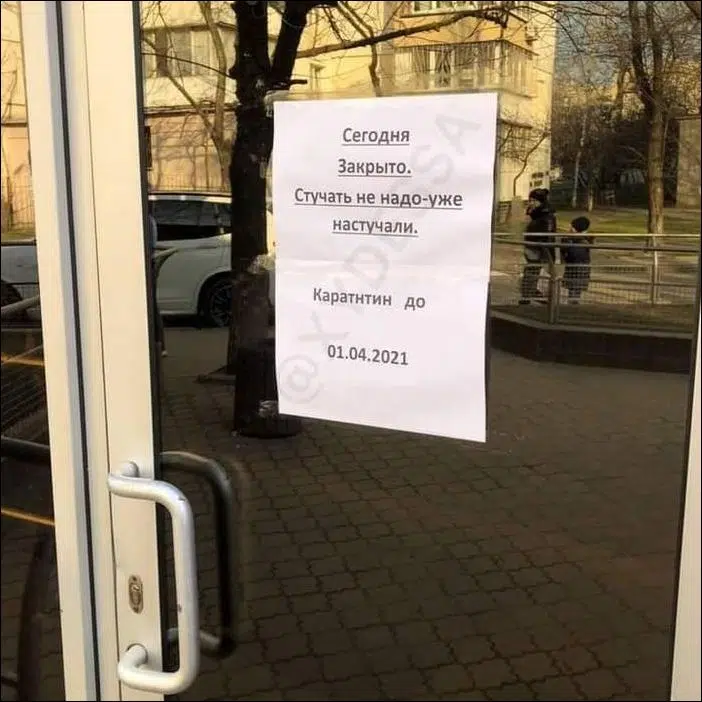 Сегодня
Закрыто.
Стучать не надо-уже
настучали.
Каратнтин до
01.04.2021